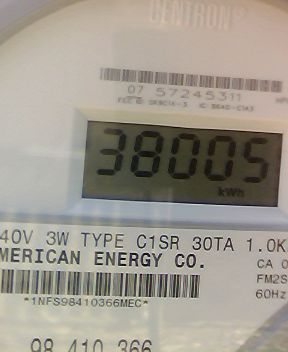 CENTRON®
07 57245311
38005
kWh
40V 3W TYPE C1SR 30TA 1.0K
MERICAN ENERGY CO.
CA 0
FM2S
60Hz
*1NFS98410366MEC*
98 410 366